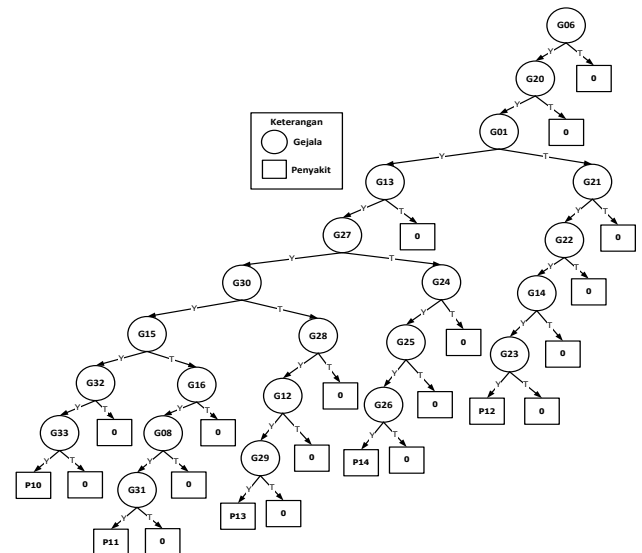 G06
Y T
G20
0
Y T
Keterangan
Gejala
Penyakit
G01
0
Y T
G13
G21
Y T
Y T
G27
0
G22
0
Y T
Y T
G30
G24
G14
0
Y T
Y T
Y T
G15
G28
G25
0
G23
0
Y T
Y T
Y T
Y T
G32
G16
G12
0
G26
0
P12
0
Y T
Y T
Y T
Y T
G33
0
G08
0
G29
0
P14
0
Y T
Y T
Y T
P10
0
G31
0
P13
0
Y T
P11
0